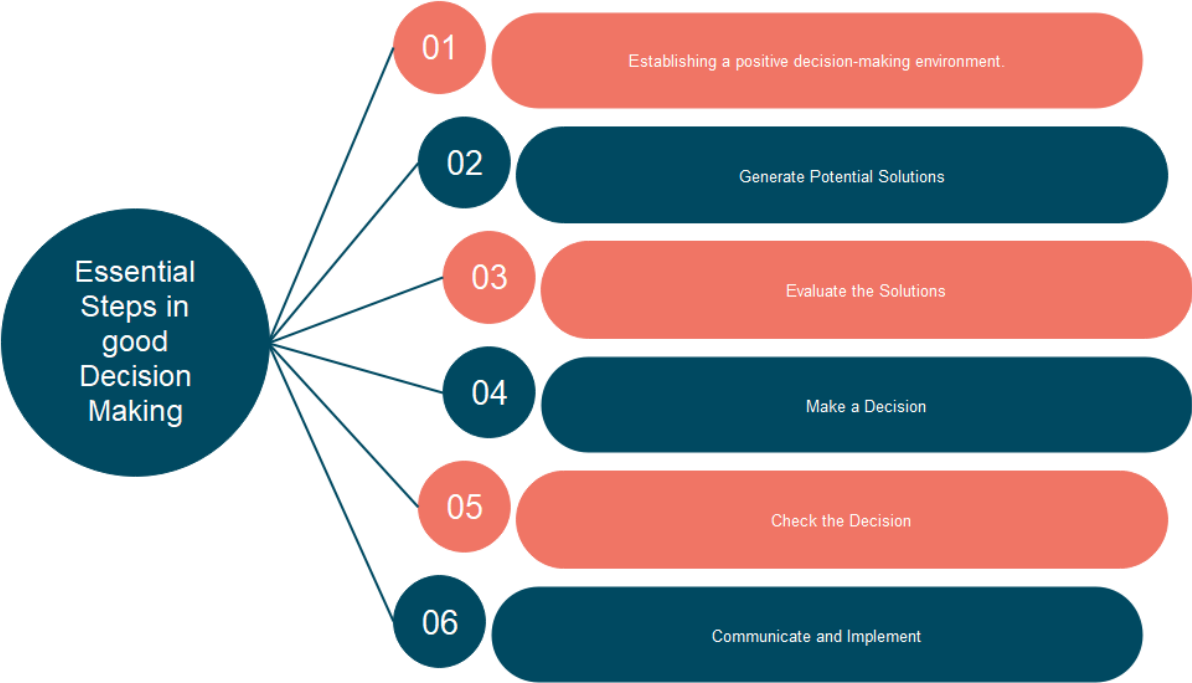 Essential
Steps in
good
Decision
Making
01
Establishing a positive decision-making environment.
02
Generate Potential Solutions
03
Evaluate the Solutions
04
Make a Decision
05
Check the Decision
06
Communicate and Implement